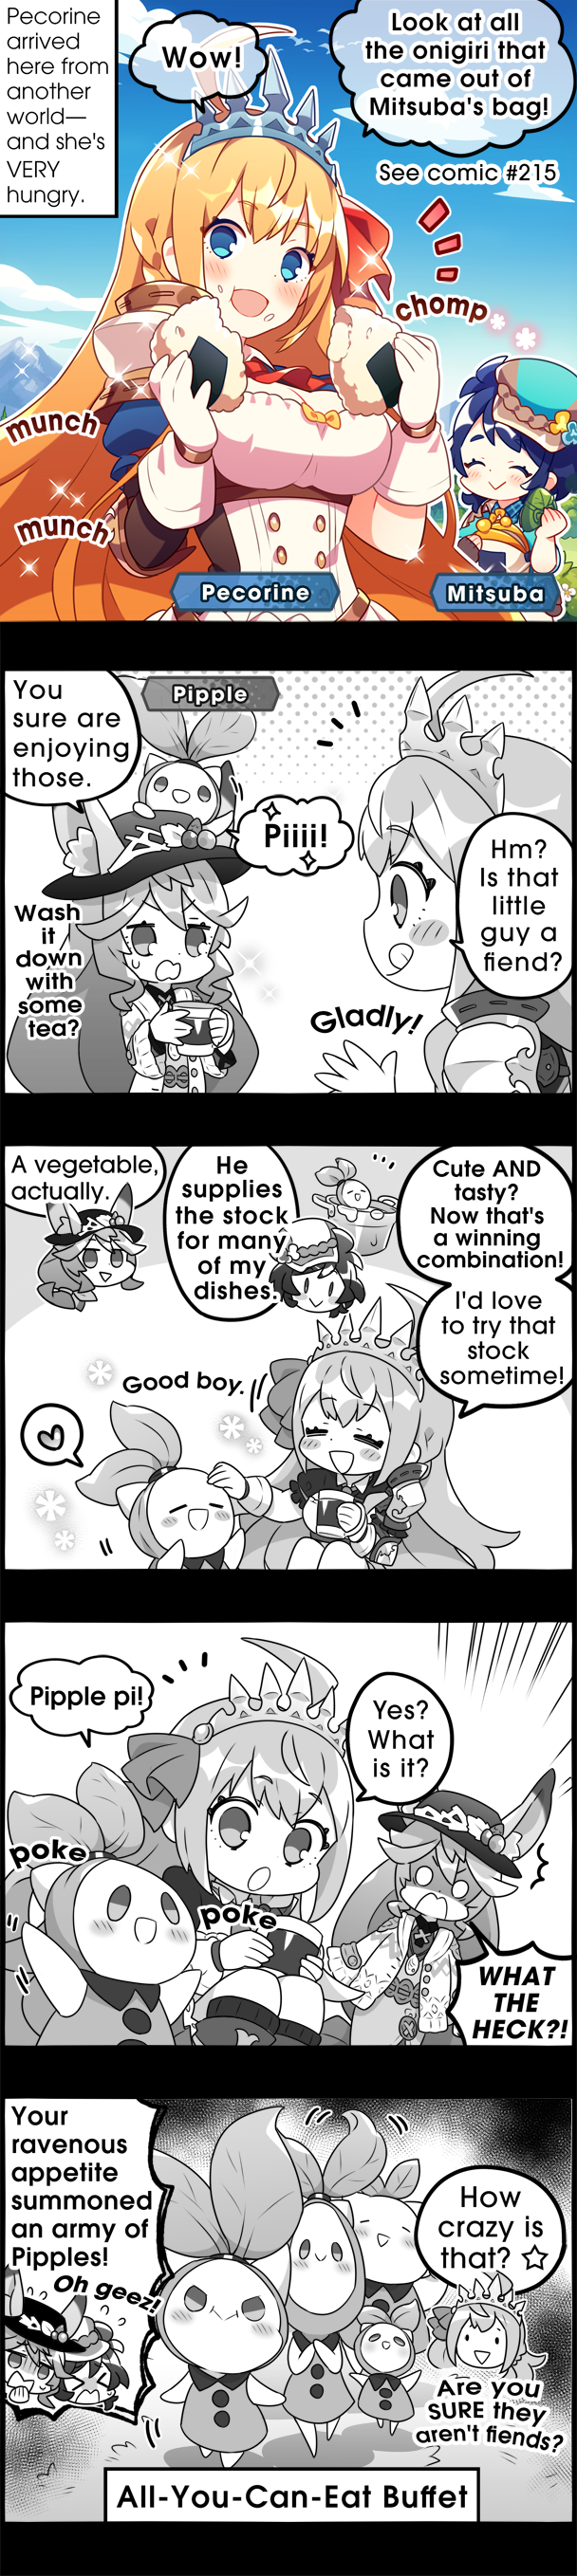 Pecorine
arrived
here from
another
world—
and she's
VERY
hungry.
Wow!
Look at all
the onigiri that
came out of
Mitsuba's bag!
See comic #215
chomp
munch
munch
Pecorine
Mitsuba
You
sure are
enjoying
those.
Pipple
Piiii!
Hm?
Is that
little
guy a
fiend?
Wash
it
down
with
some
tea?
Gladly!
A vegetable,
actually.
He
supplies
the stock
for many
of my
dishes.
Cute AND
tasty?
Now that's
a winning
combination!
I'd love
to try that
stock
sometime!
Good boy.
Pipple pi!
Yes?
What
is it?
poke
poke
WHAT
THE
HECK?!
Your
ravenous
appetite
summoned
an army of
Pipples!
Oh geez!
How
crazy is
that? ☆
Are you
SURE they
aren't fiends?
All-You-Can-Eat Buffet